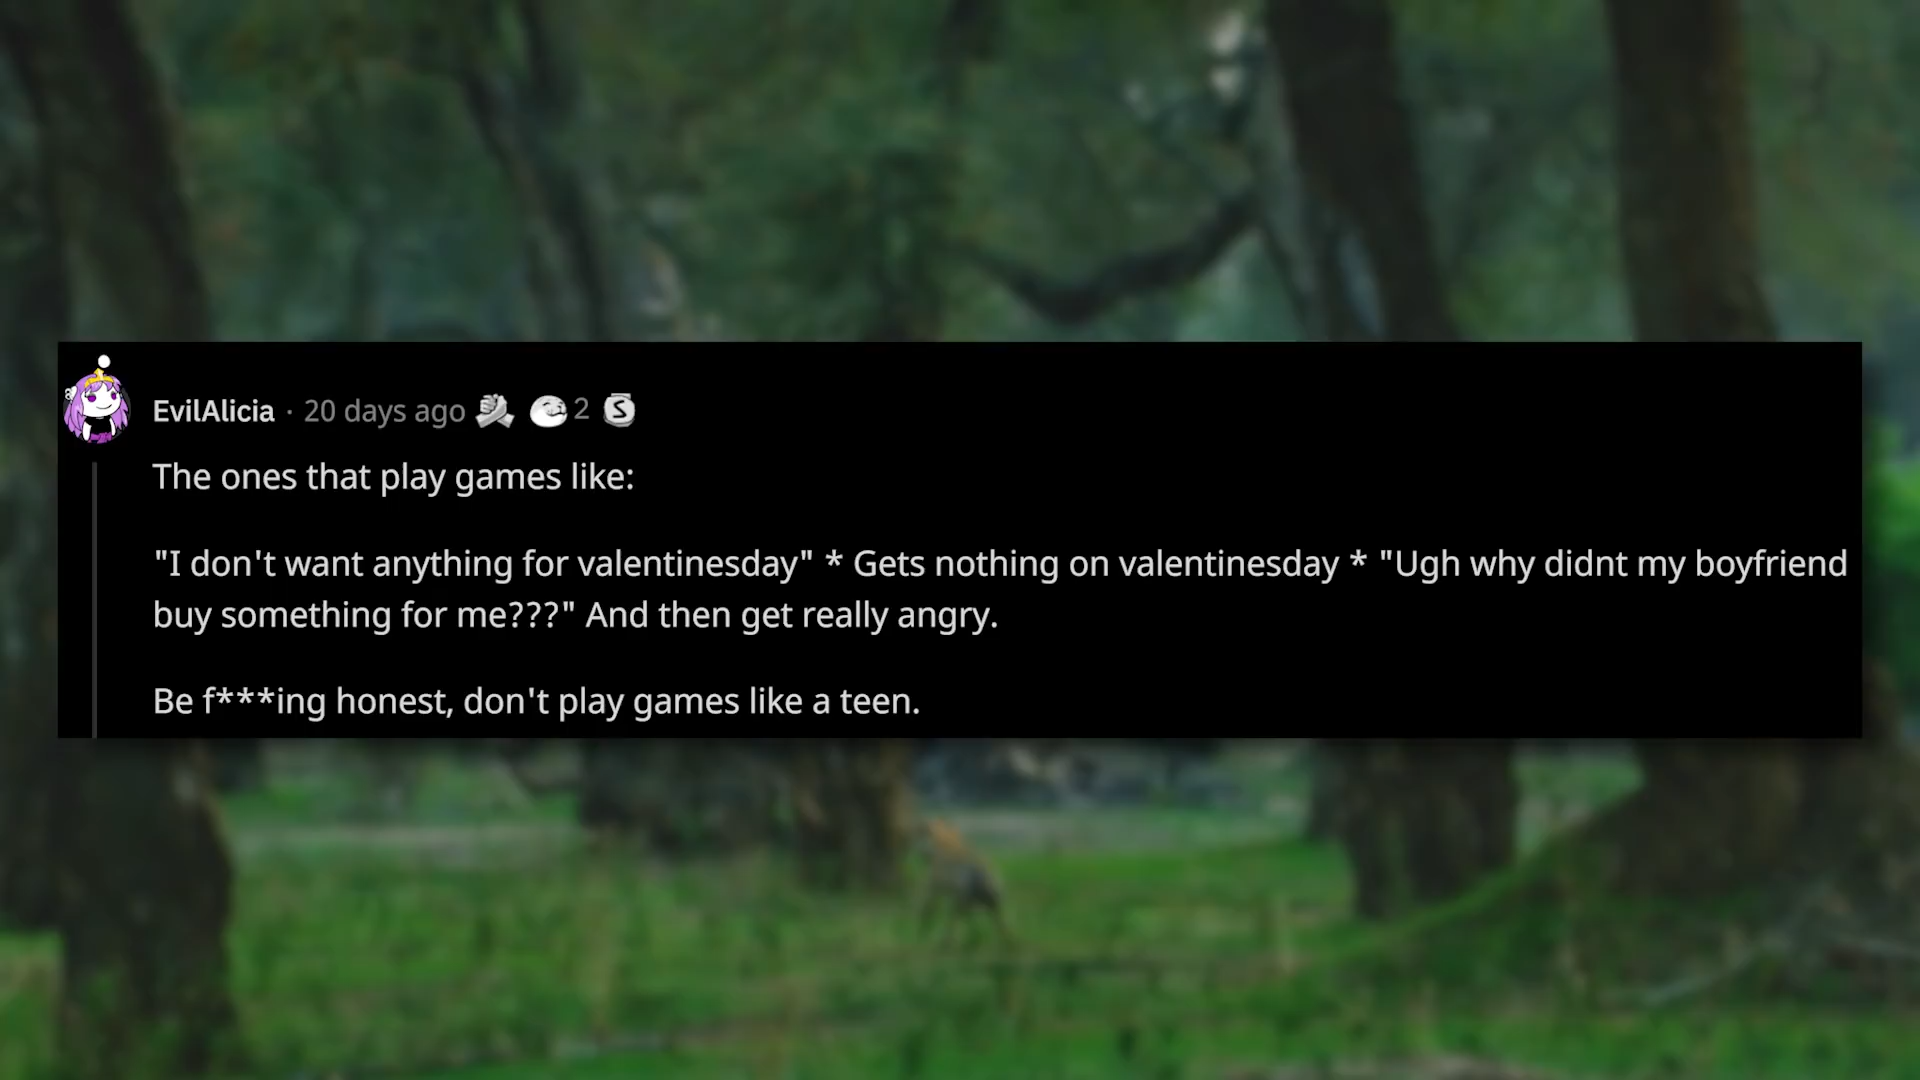 EvilAlicia · 20 days ago 2 S
The ones that play games like:
"I don't want anything for valentinesday" * Gets nothing on valentinesday * "Ugh why didnt my boyfriend
buy something for me???" And then get really angry.
Be f***ing honest, don't play games like a teen.